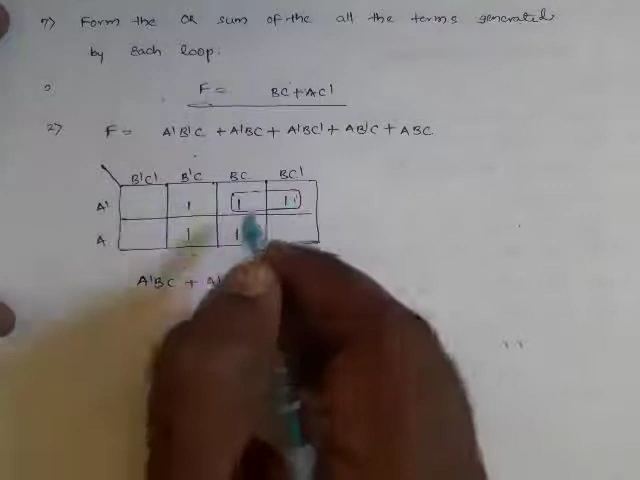 7) Form the OR sum of the all the terms generated
by each loop.
F = BC + AC'
2) F = A'B'C + A'BC + A'BC' + AB'C + ABC
B'C' B'C BC BC'
A' 1 1 1
A 1 1
A'BC + A'